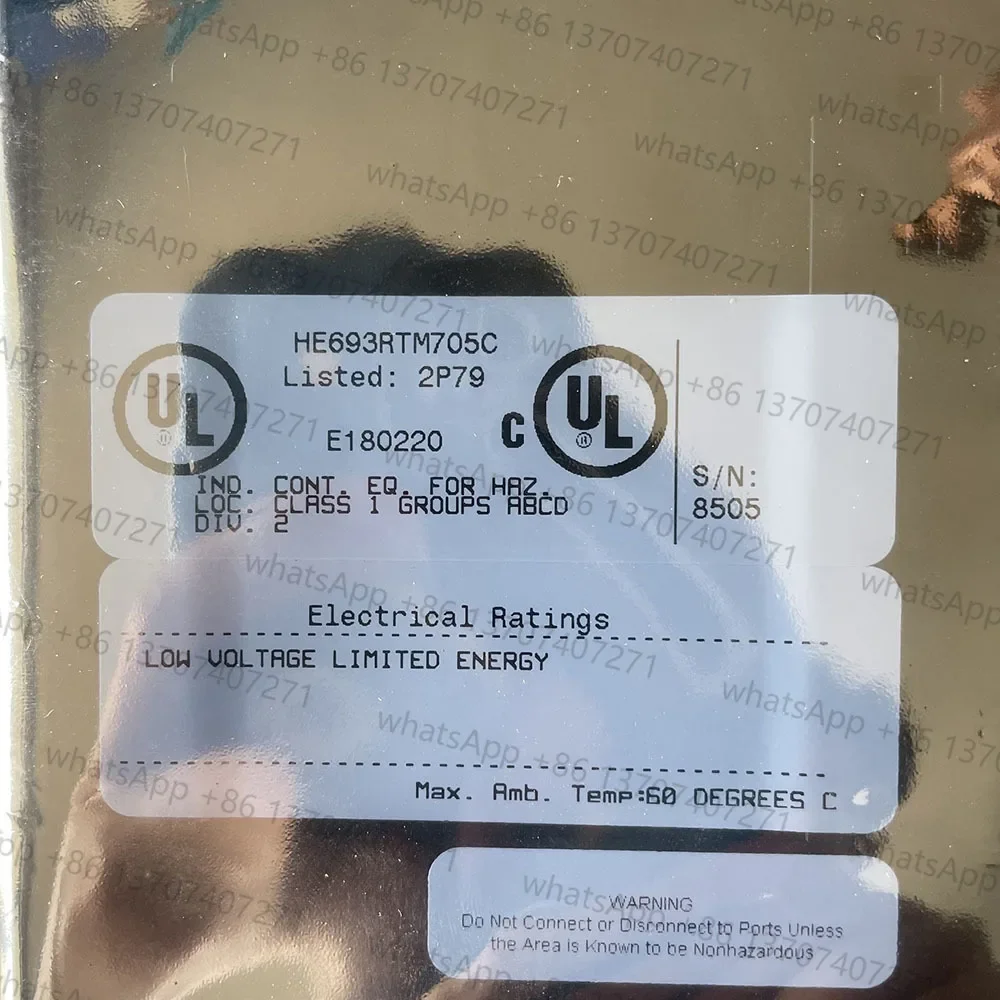 HE693RTM705C
Listed: 2P79
UL
E180220
C UL
IND. CONT. EQ. FOR HAZ.
LOC. CLASS 1 GROUPS ABCD
DIV. 2
S/N:
8505
Electrical Ratings
LOW VOLTAGE LIMITED ENERGY
Max. Amb. Temp:60 DEGREES C
WARNING
Do Not Connect or Disconnect to Ports Unless
the Area is Known to be Nonhazardous
whatsApp +86 13707407271